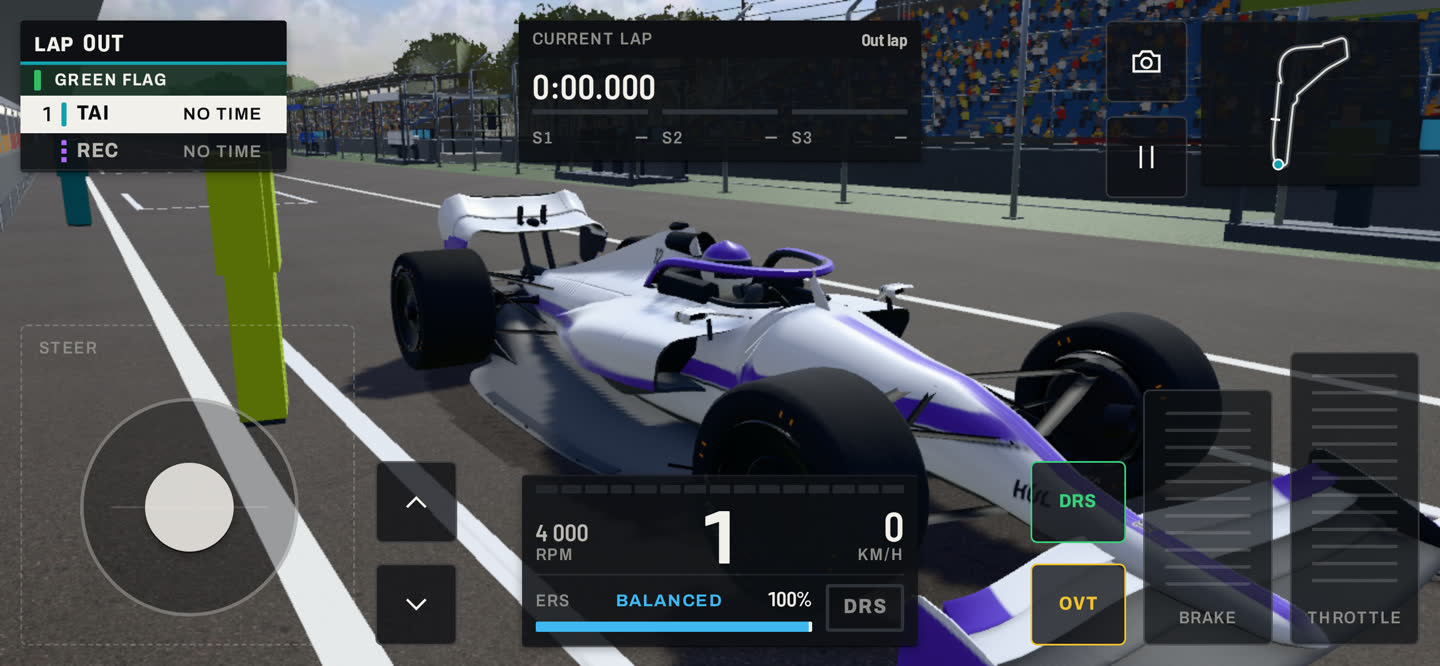 LAP OUT
GREEN FLAG
1 TAI NO TIME
REC NO TIME
CURRENT LAP Out lap
0:00.000
S1 – S2 – S3 –
STEER
4 000
RPM
1
0
KM/H
ERS BALANCED 100%
DRS
DRS
OVT
BRAKE
THROTTLE